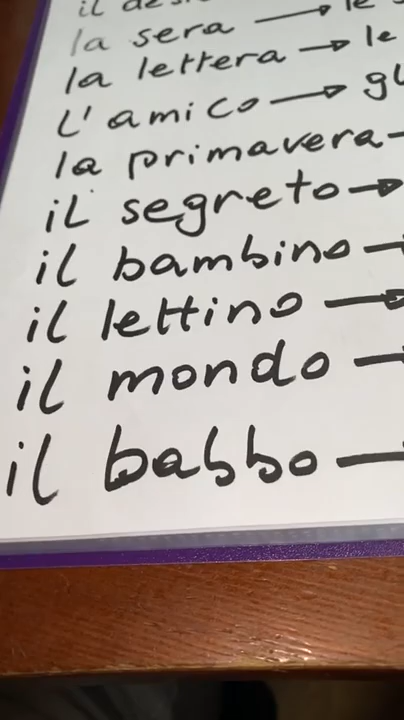 il
la sera → le
la lettera → le
L'amico → gl
la primavera
il segreto →
il bambino
il lettino →
il mondo
il babbo